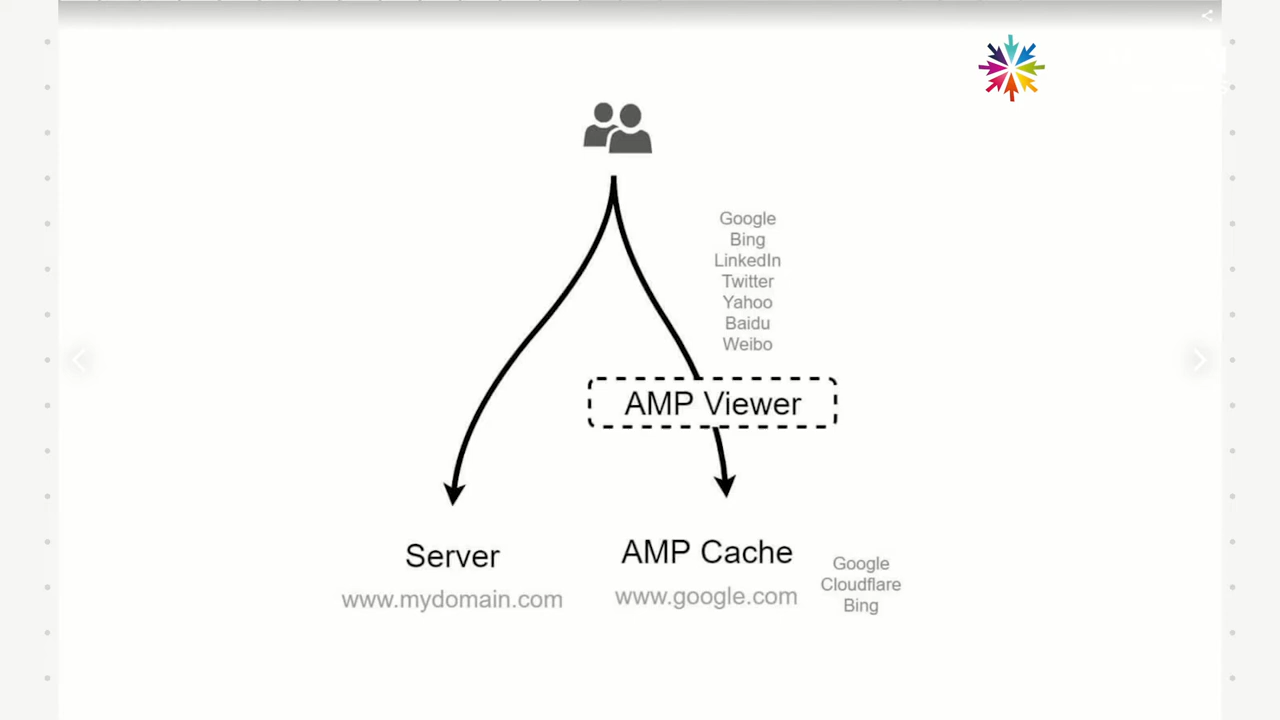 Google
Bing
LinkedIn
Twitter
Yahoo
Baidu
Weibo
AMP Viewer
Server
www.mydomain.com
AMP Cache
www.google.com
Google
Cloudflare
Bing